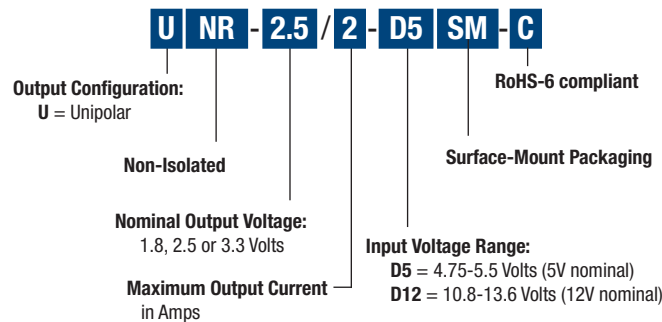 U NR - 2.5 / 2 - D5 SM - C
RoHS-6 compliant
Output Configuration:
U = Unipolar
Non-Isolated
Surface-Mount Packaging
Nominal Output Voltage:
1.8, 2.5 or 3.3 Volts
Input Voltage Range:
D5 = 4.75-5.5 Volts (5V nominal)
D12 = 10.8-13.6 Volts (12V nominal)
Maximum Output Current
in Amps